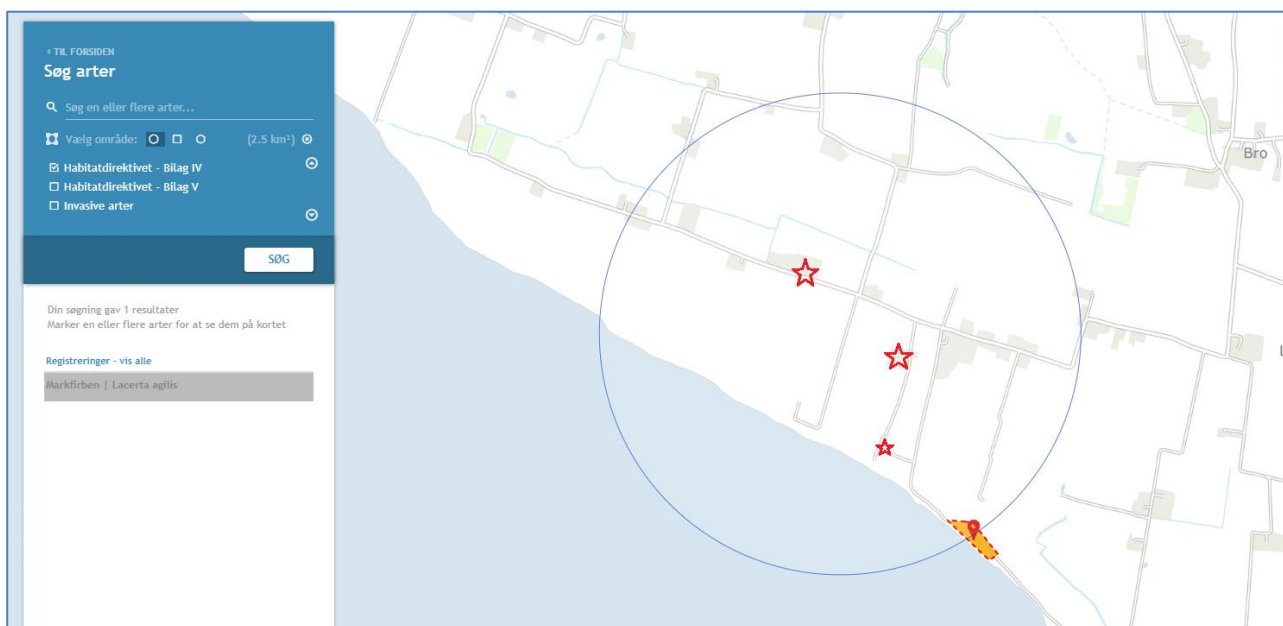 ‹ TIL FORSIDEN
Søg arter
Søg en eller flere arter...
Vælg område: (2.5 km²)
Habitatdirektivet - Bilag IV
Habitatdirektivet - Bilag V
Invasive arter
SØG
Din søgning gav 1 resultater
Marker en eller flere arter for at se dem på kortet
Registreringer - vis alle
Markfirben | Lacerta agilis
Bro